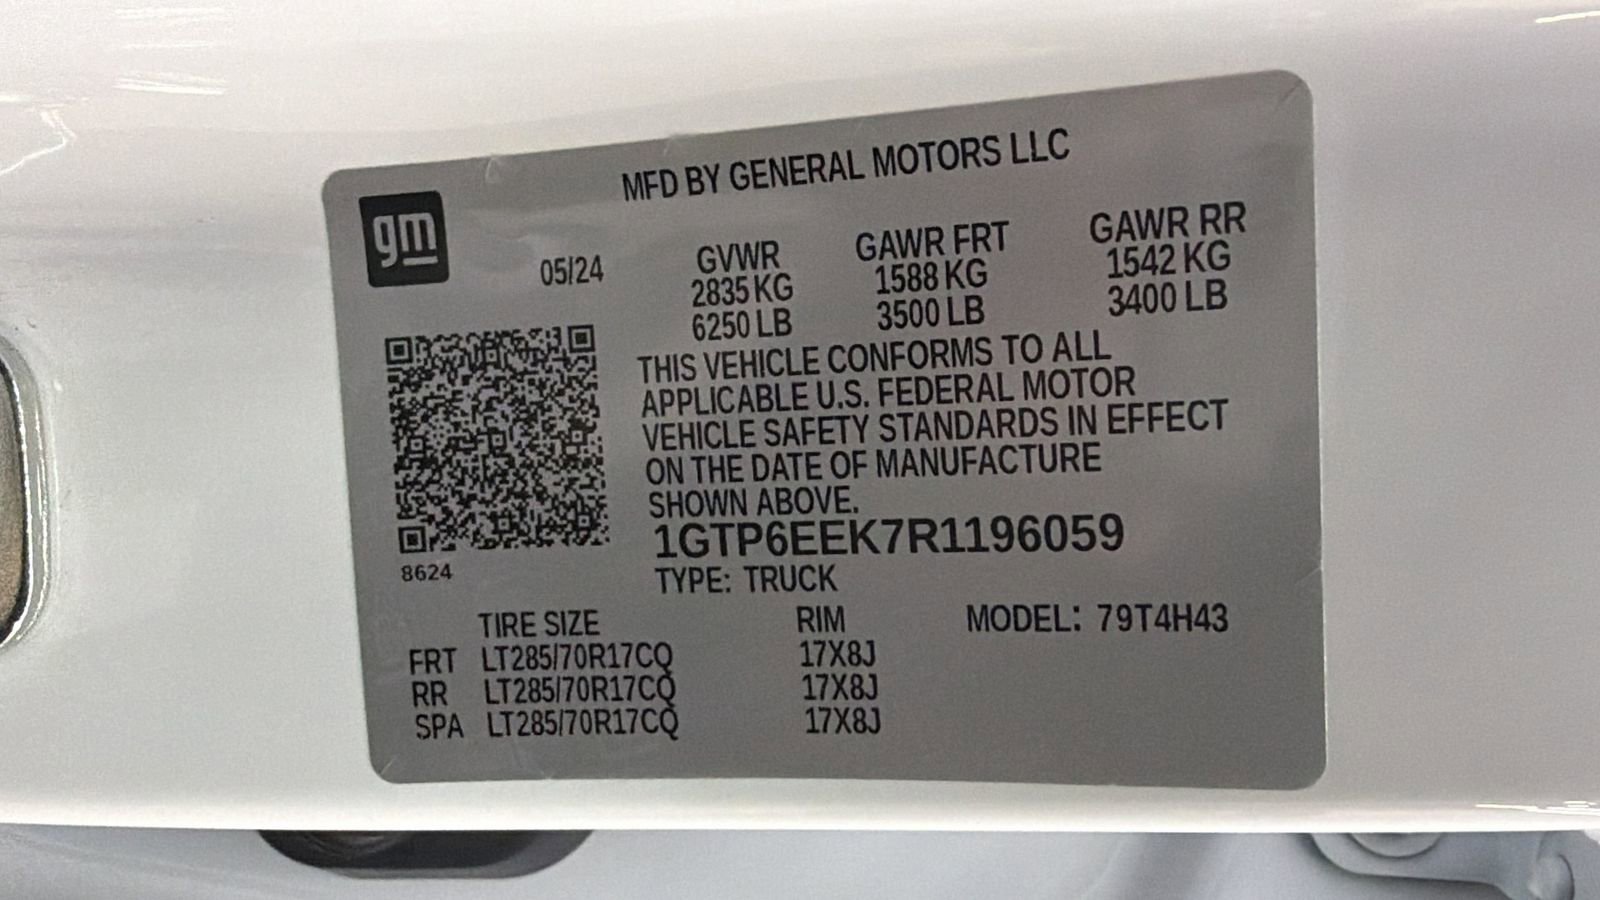 MFD BY GENERAL MOTORS LLC
gm
05/24
GVWR GAWR FRT GAWR RR
2835 KG 1588 KG 1542 KG
6250 LB 3500 LB 3400 LB
THIS VEHICLE CONFORMS TO ALL
APPLICABLE U.S. FEDERAL MOTOR
VEHICLE SAFETY STANDARDS IN EFFECT
ON THE DATE OF MANUFACTURE
SHOWN ABOVE.
1GTP6EEK7R1196059
8624
TYPE: TRUCK
TIRE SIZE RIM MODEL: 79T4H43
FRT LT285/70R17CQ 17X8J
RR LT285/70R17CQ 17X8J
SPA LT285/70R17CQ 17X8J